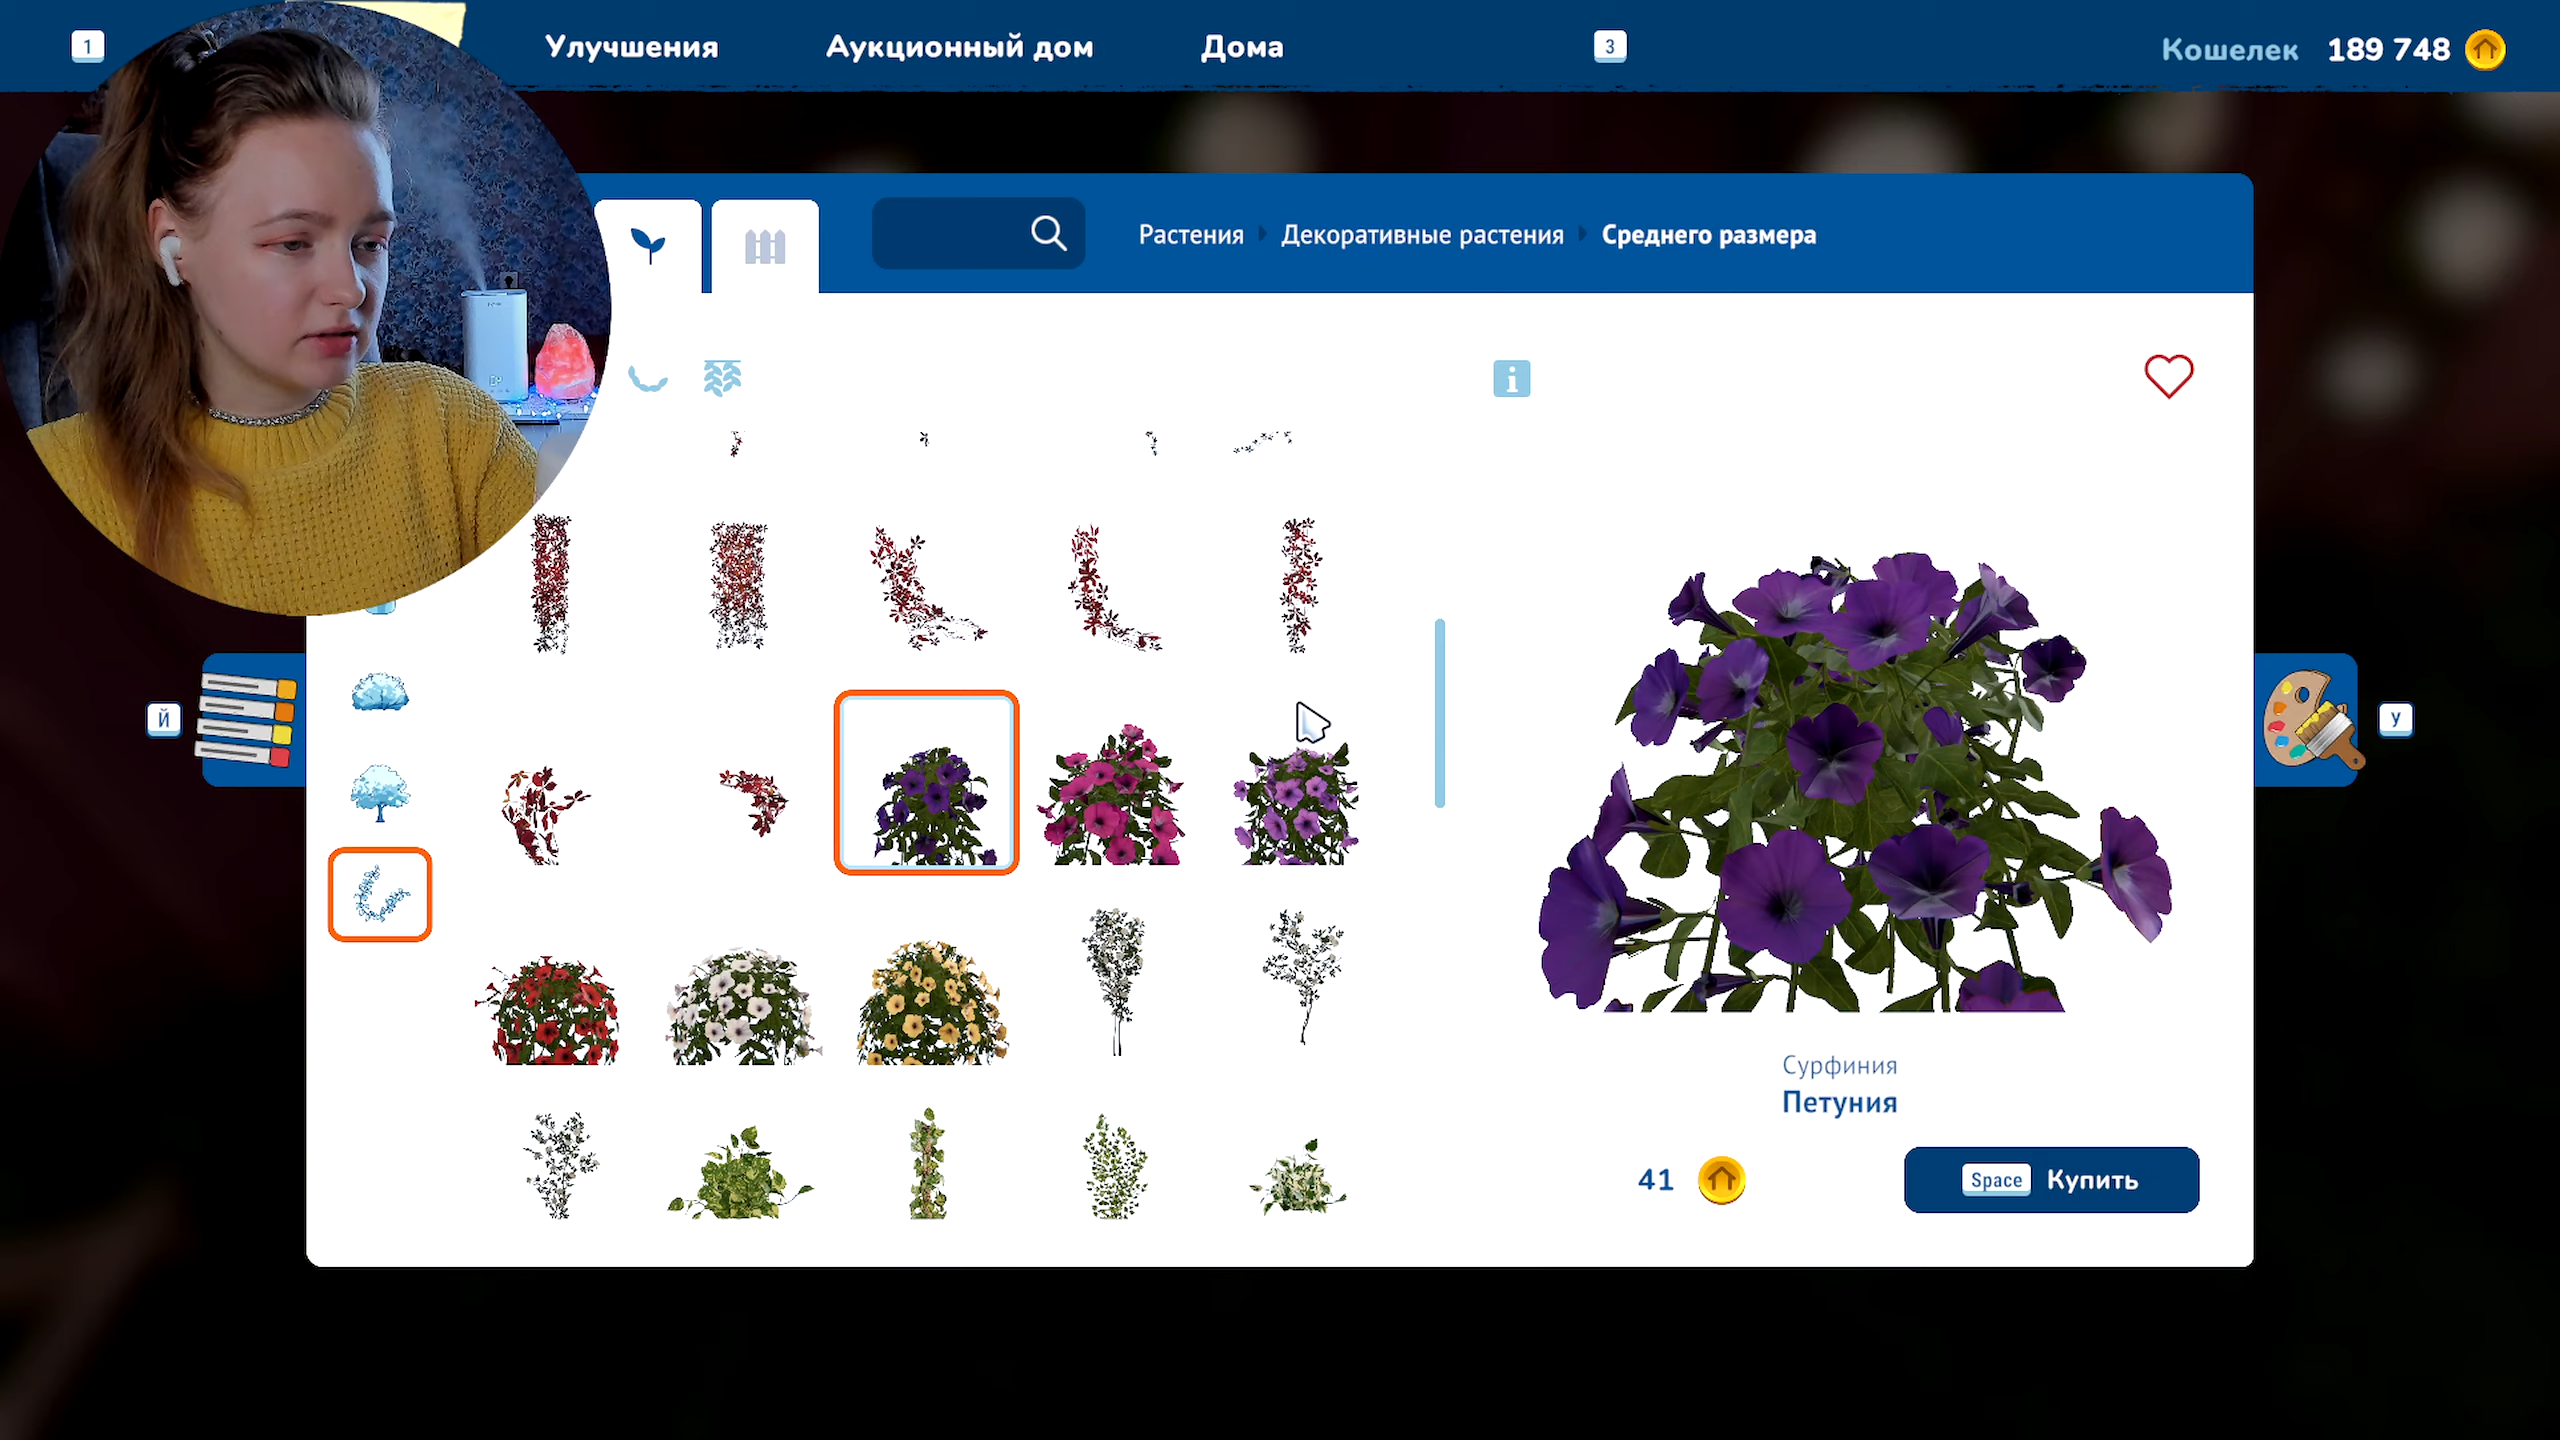 1
Улучшения
Аукционный дом
Дома
3
Кошелек 189 748
Растения Декоративные растения Среднего размера
i
Й
У
Сурфиния
Петуния
41
Space Купить